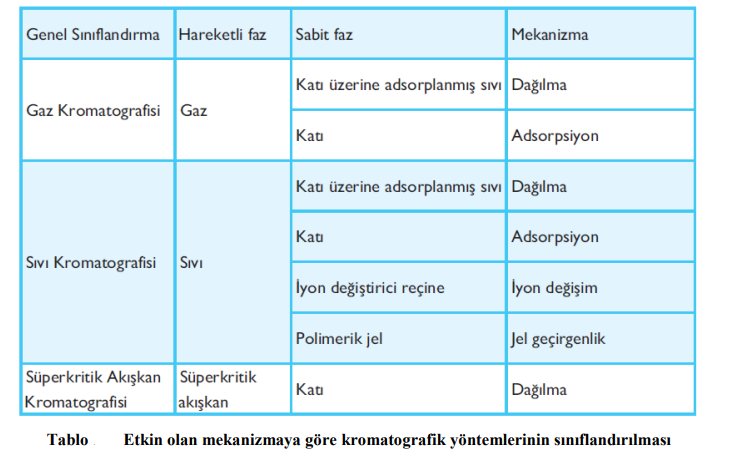 Genel Sınıflandırma Hareketli faz Sabit faz Mekanizma
Katı üzerine adsorplanmış sıvı Dağılma
Gaz Kromatografisi Gaz
Katı Adsorpsiyon
Katı üzerine adsorplanmış sıvı Dağılma
Katı Adsorpsiyon
Sıvı Kromatografisi Sıvı
İyon değiştirici reçine İyon değişim
Polimerik jel Jel geçirgenlik
Süperkritik Akışkan Süperkritik
Katı Dağılma
Kromatografisi akışkan
Tablo Etkin olan mekanizmaya göre kromatografik yöntemlerinin sınıflandırılması